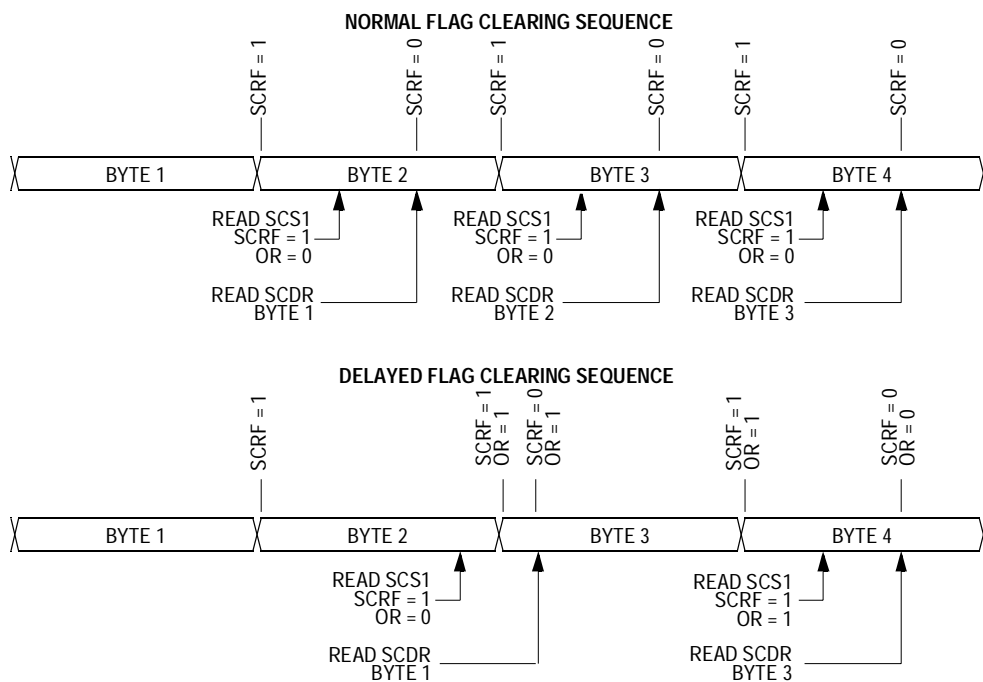 NORMAL FLAG CLEARING SEQUENCE
SCRF = 1
SCRF = 0
SCRF = 1
SCRF = 0
SCRF = 1
SCRF = 0
BYTE 1
BYTE 2
BYTE 3
BYTE 4
READ SCS1
SCRF = 1
OR = 0
READ SCS1
SCRF = 1
OR = 0
READ SCS1
SCRF = 1
OR = 0
READ SCDR
BYTE 1
READ SCDR
BYTE 2
READ SCDR
BYTE 3
DELAYED FLAG CLEARING SEQUENCE
SCRF = 1
SCRF = 1
OR = 1
SCRF = 0
OR = 1
SCRF = 1
OR = 1
SCRF = 0
OR = 0
BYTE 1
BYTE 2
BYTE 3
BYTE 4
READ SCS1
SCRF = 1
OR = 0
READ SCS1
SCRF = 1
OR = 1
READ SCDR
BYTE 1
READ SCDR
BYTE 3